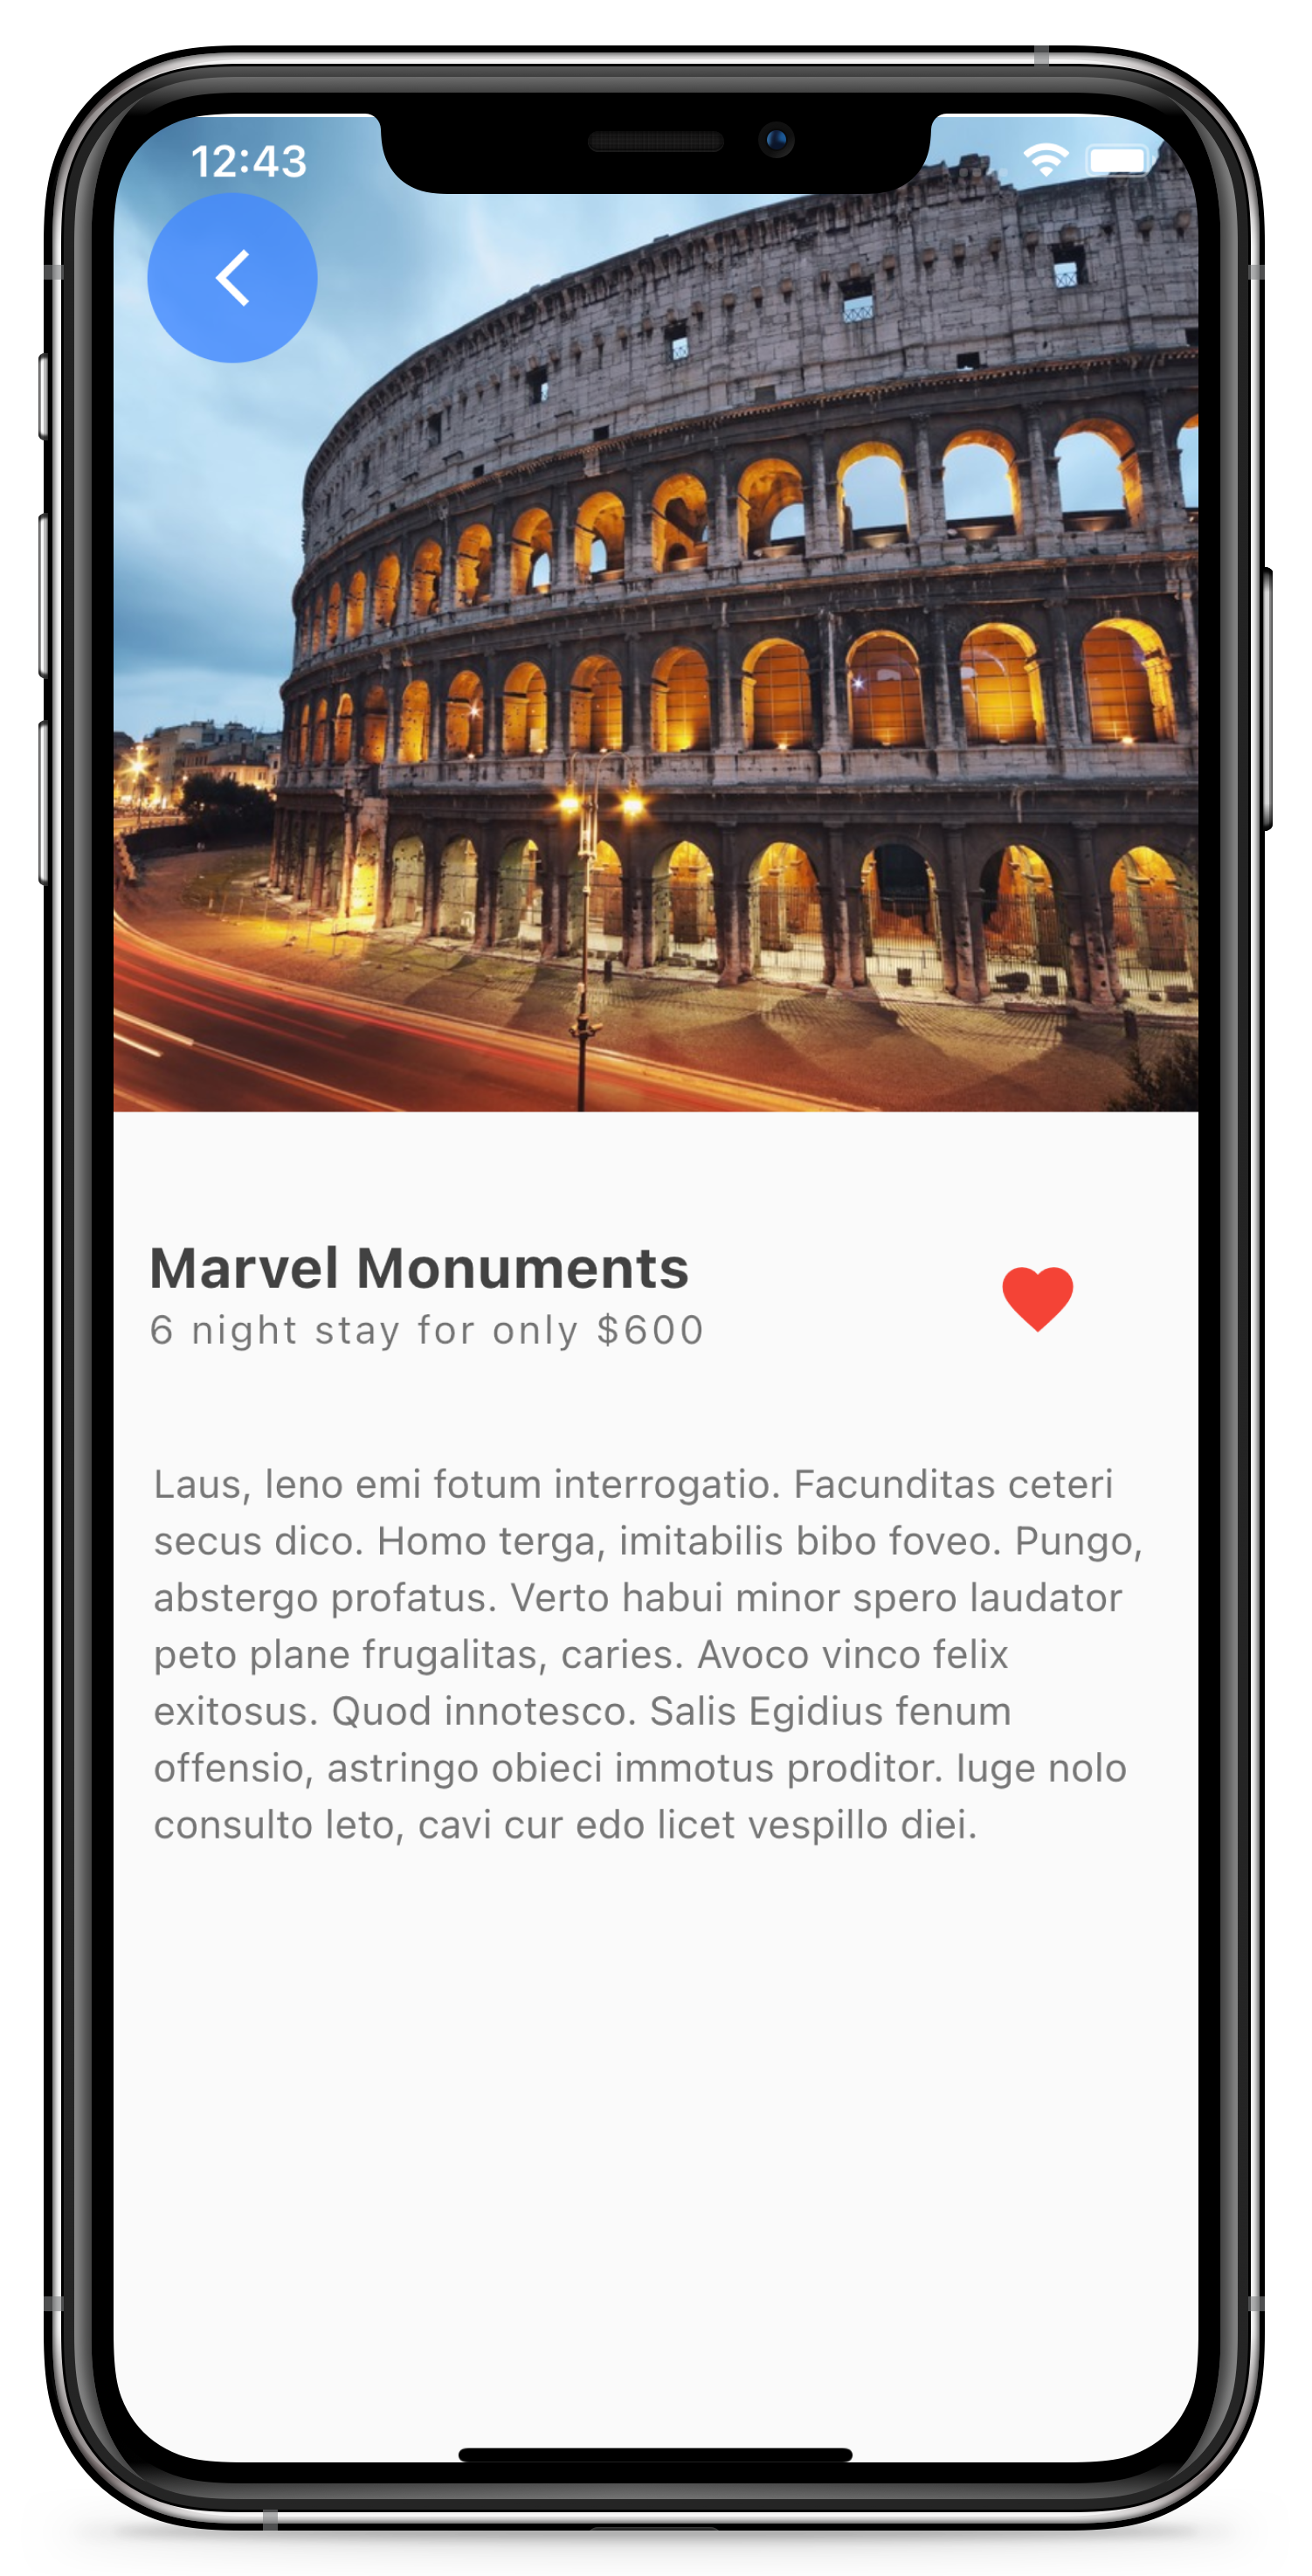 12:43
Marvel Monuments
6 night stay for only $600
Laus, leno emi fotum interrogatio. Facunditas ceteri
secus dico. Homo terga, imitabilis bibo foveo. Pungo,
abstergo profatus. Verto habui minor spero laudator
peto plane frugalitas, caries. Avoco vinco felix
exitosus. Quod innotesco. Salis Egidius fenum
offensio, astringo obieci immotus proditor. Iuge nolo
consulto leto, cavi cur edo licet vespillo diei.